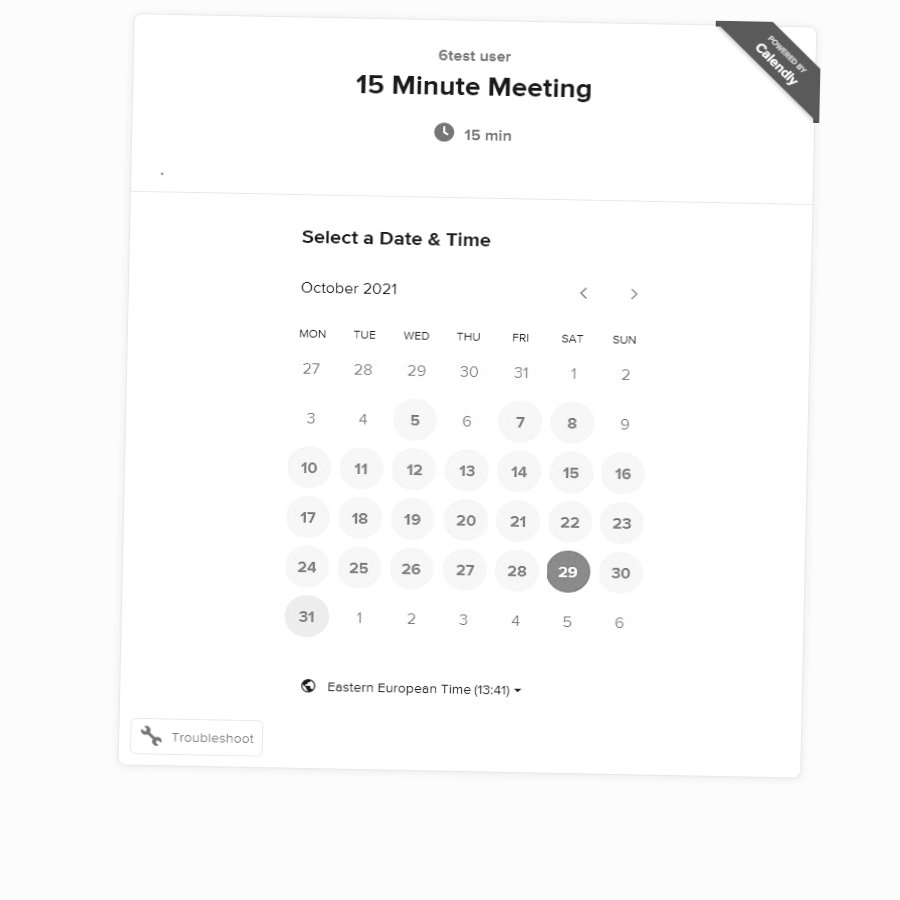 POWERED BY
Calendly
6test user
15 Minute Meeting
15 min
.
Select a Date & Time
October 2021
MON TUE WED THU FRI SAT SUN
27 28 29 30 31 1 2
3 4 5 6 7 8 9
10 11 12 13 14 15 16
17 18 19 20 21 22 23
24 25 26 27 28 29 30
31 1 2 3 4 5 6
Eastern European Time (13:41)
Troubleshoot